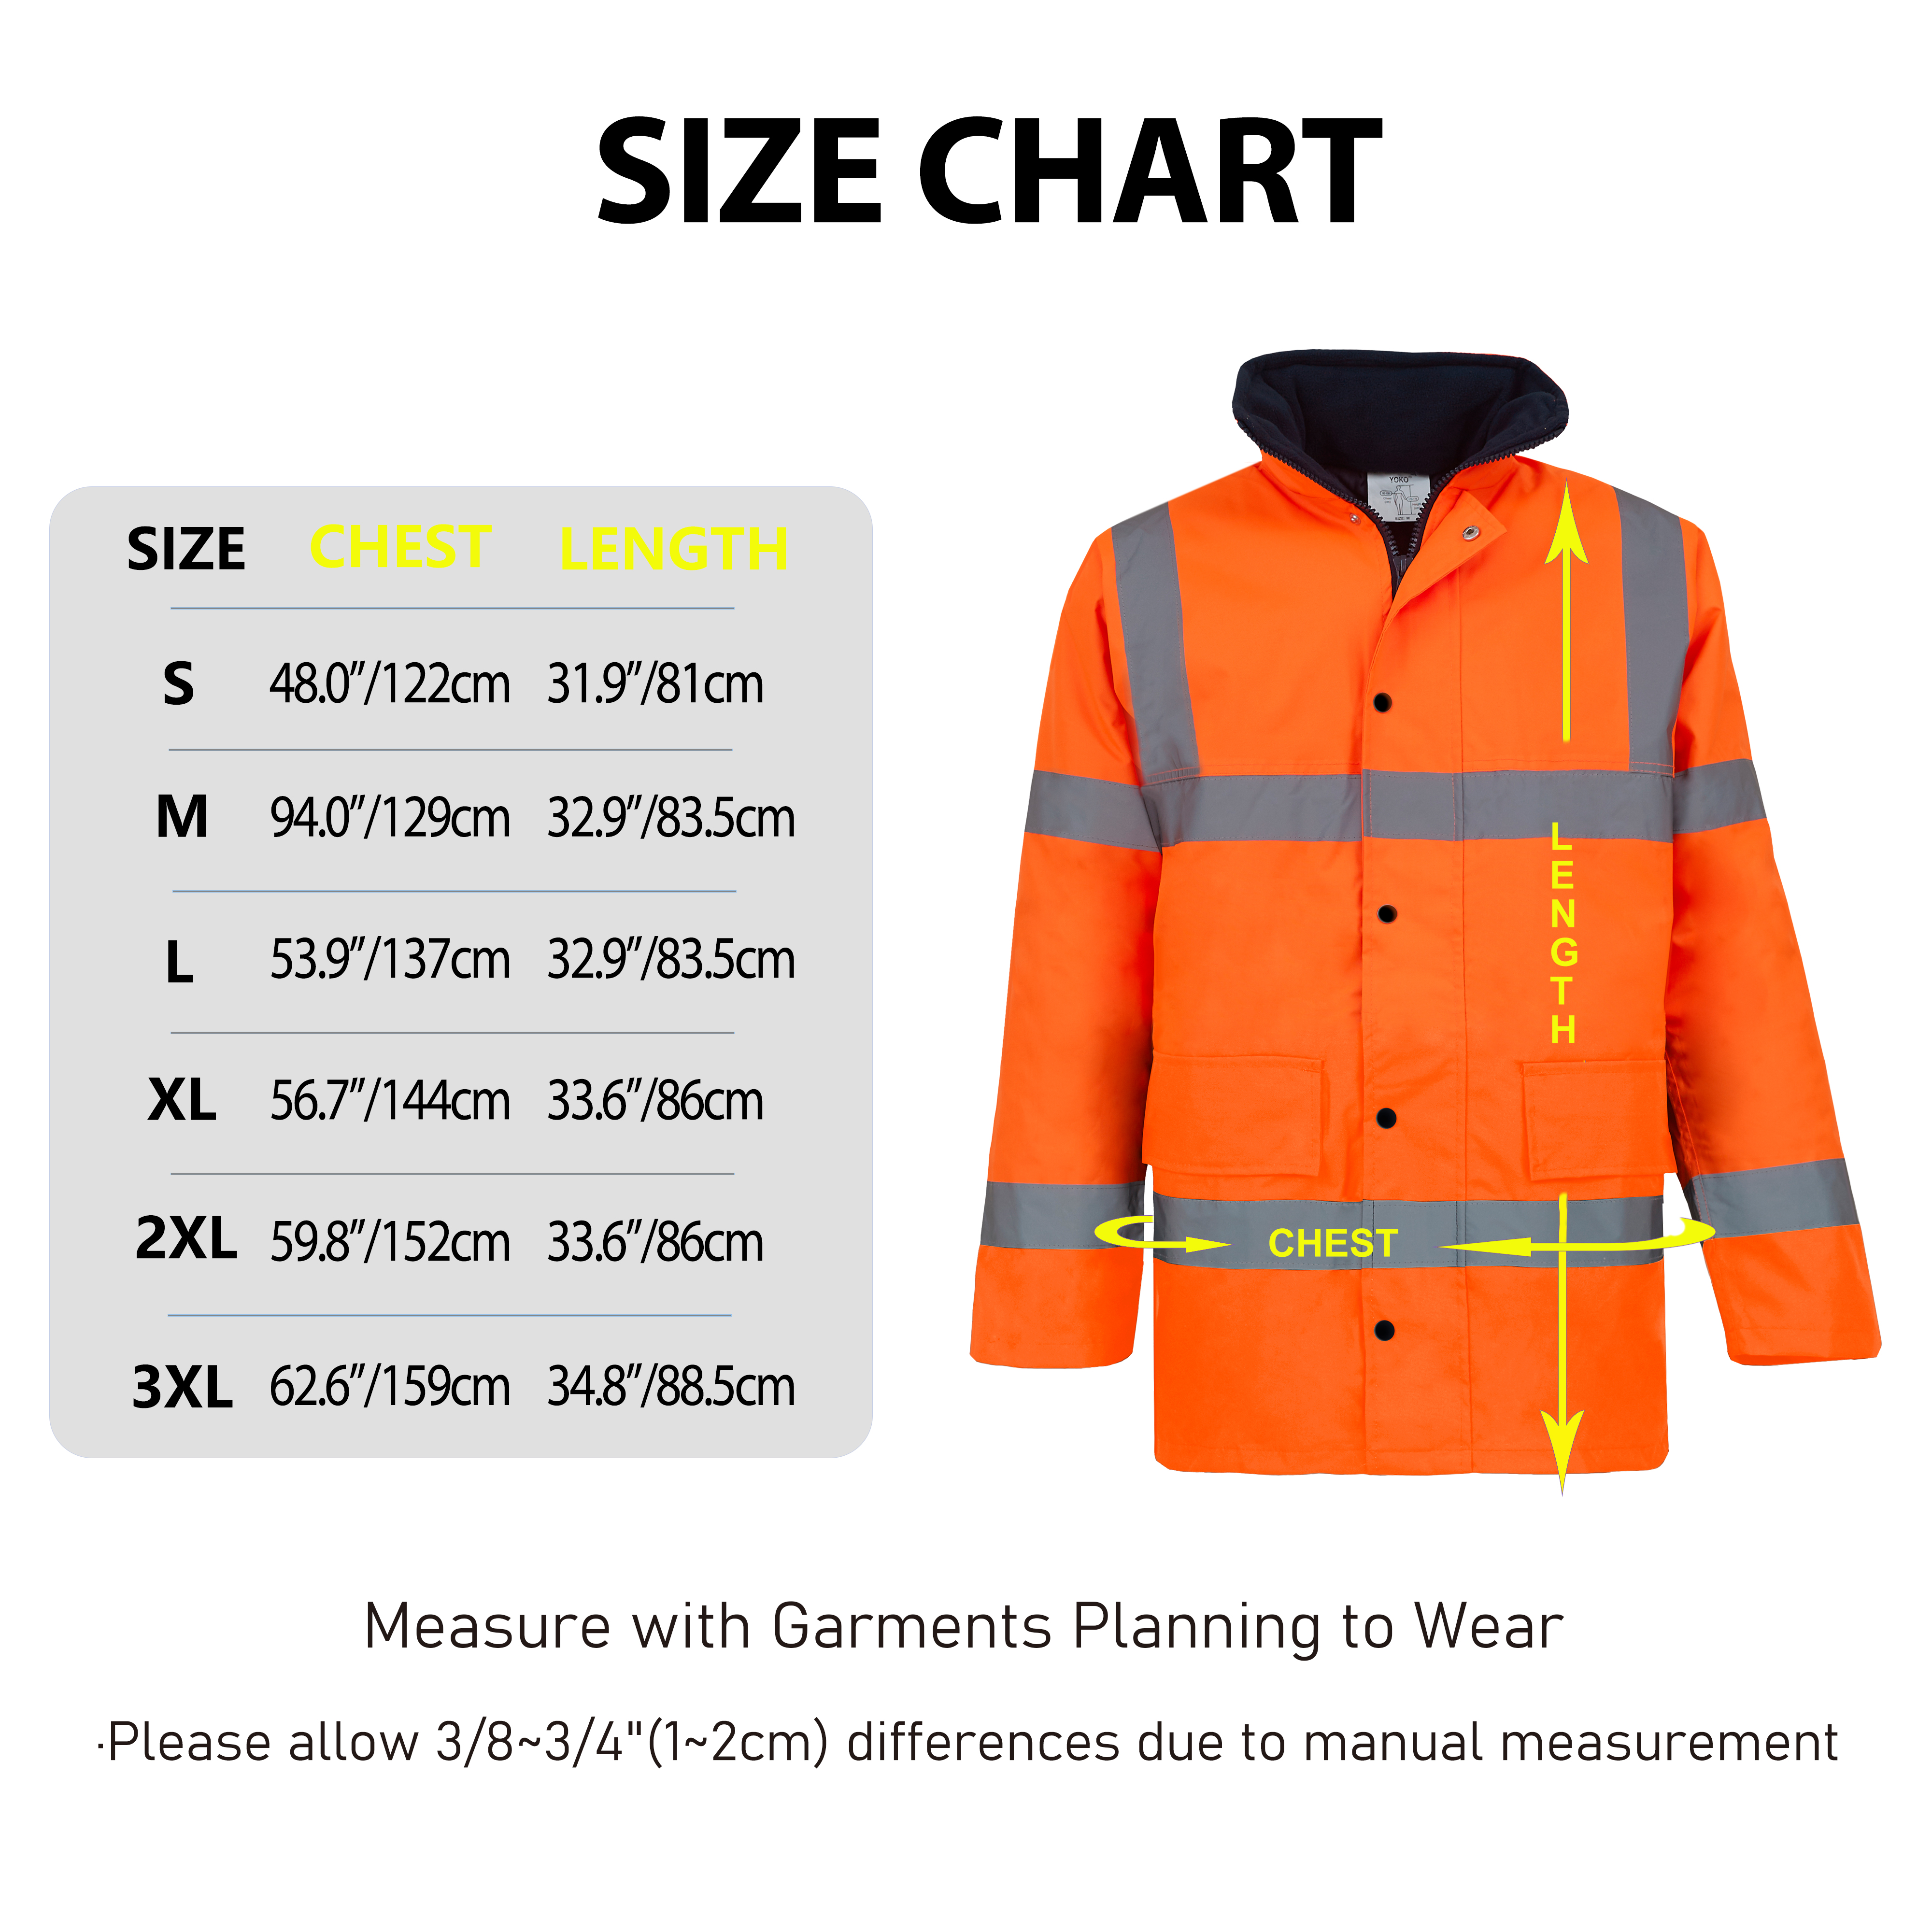 SIZE CHART
SIZE CHEST LENGTH
S 48.0”/122cm 31.9”/81cm
M 94.0”/129cm 32.9”/83.5cm
L 53.9”/137cm 32.9”/83.5cm
XL 56.7”/144cm 33.6”/86cm
2XL 59.8”/152cm 33.6”/86cm
3XL 62.6”/159cm 34.8”/88.5cm
YOKO
SIZE M
LENGTH
CHEST
Measure with Garments Planning to Wear
·Please allow 3/8~3/4"(1~2cm) differences due to manual measurement